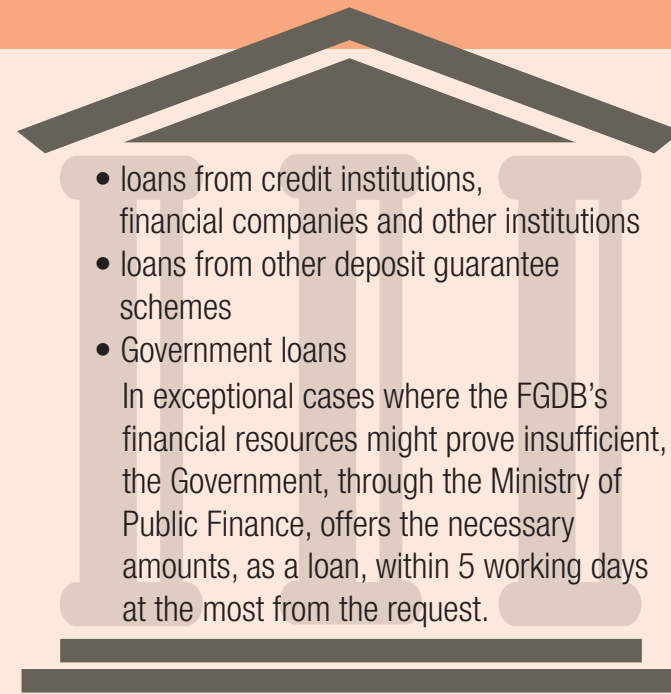 • loans from credit institutions,
financial companies and other institutions
• loans from other deposit guarantee
schemes
• Government loans
In exceptional cases where the FGDB’s
financial resources might prove insufficient,
the Government, through the Ministry of
Public Finance, offers the necessary
amounts, as a loan, within 5 working days
at the most from the request.